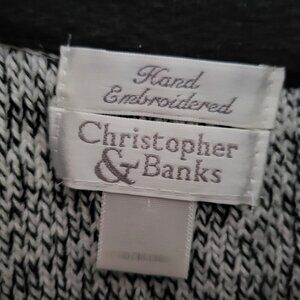 Hand
Embroidered
Christopher
& Banks